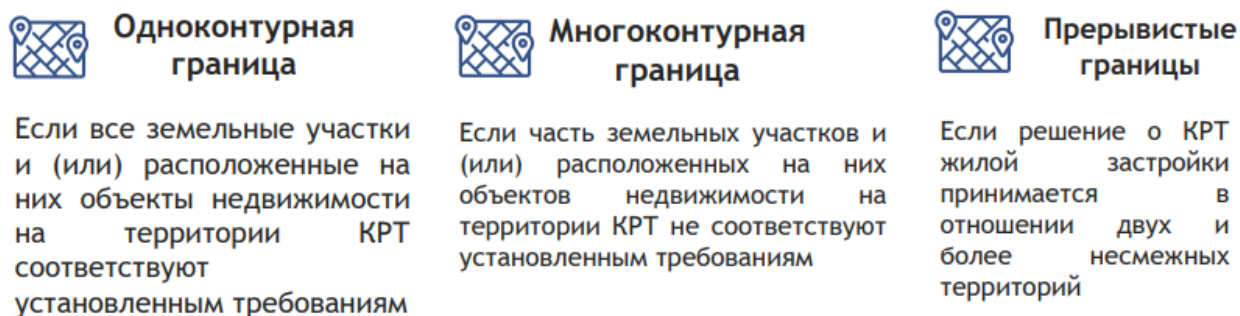 Одноконтурная
граница
Если все земельные участки
и (или) расположенные на
них объекты недвижимости
на территории КРТ
соответствуют
установленным требованиям
Многоконтурная
граница
Если часть земельных участков и
(или) расположенных на них
объектов недвижимости на
территории КРТ не соответствуют
установленным требованиям
Прерывистые
границы
Если решение о КРТ
жилой застройки
принимается в
отношении двух и
более несмежных
территорий